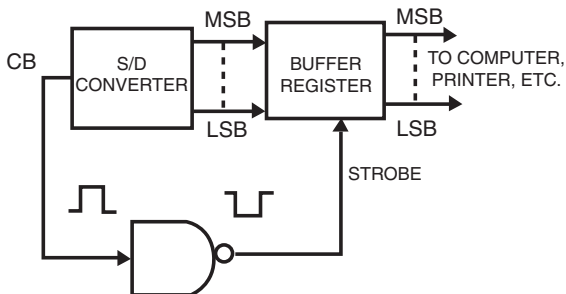 CB
S/D
CONVERTER
MSB
LSB
BUFFER
REGISTER
MSB
LSB
TO COMPUTER,
PRINTER, ETC.
STROBE